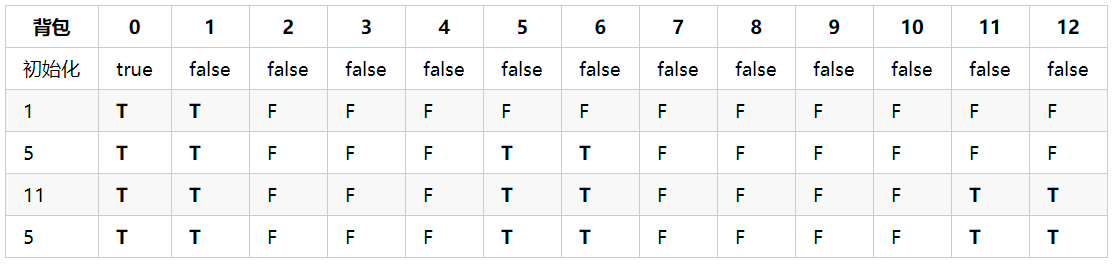 背包 0 1 2 3 4 5 6 7 8 9 10 11 12
初始化 true false false false false false false false false false false false false
1 T T F F F F F F F F F F F
5 T T F F F T T F F F F F F
11 T T F F F T T F F F F T T
5 T T F F F T T F F F F T T